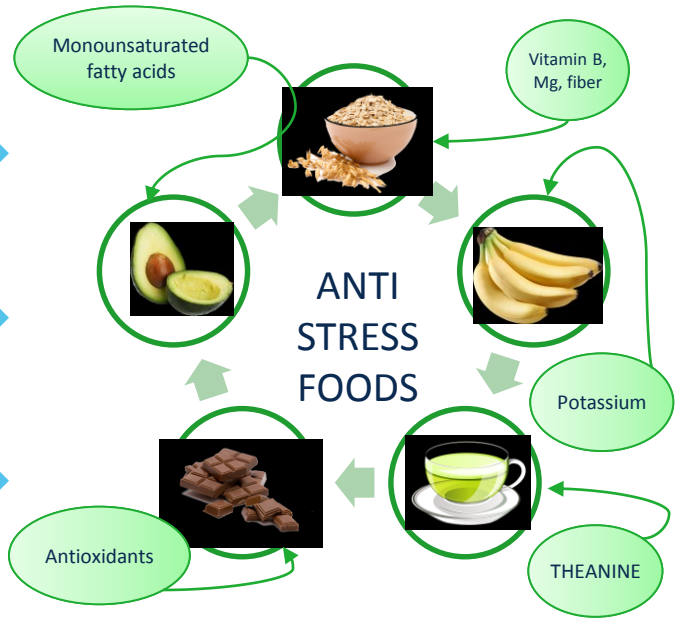 Monounsaturated
fatty acids
Vitamin B,
Mg, fiber
ANTI
STRESS
FOODS
Potassium
Antioxidants
THEANINE